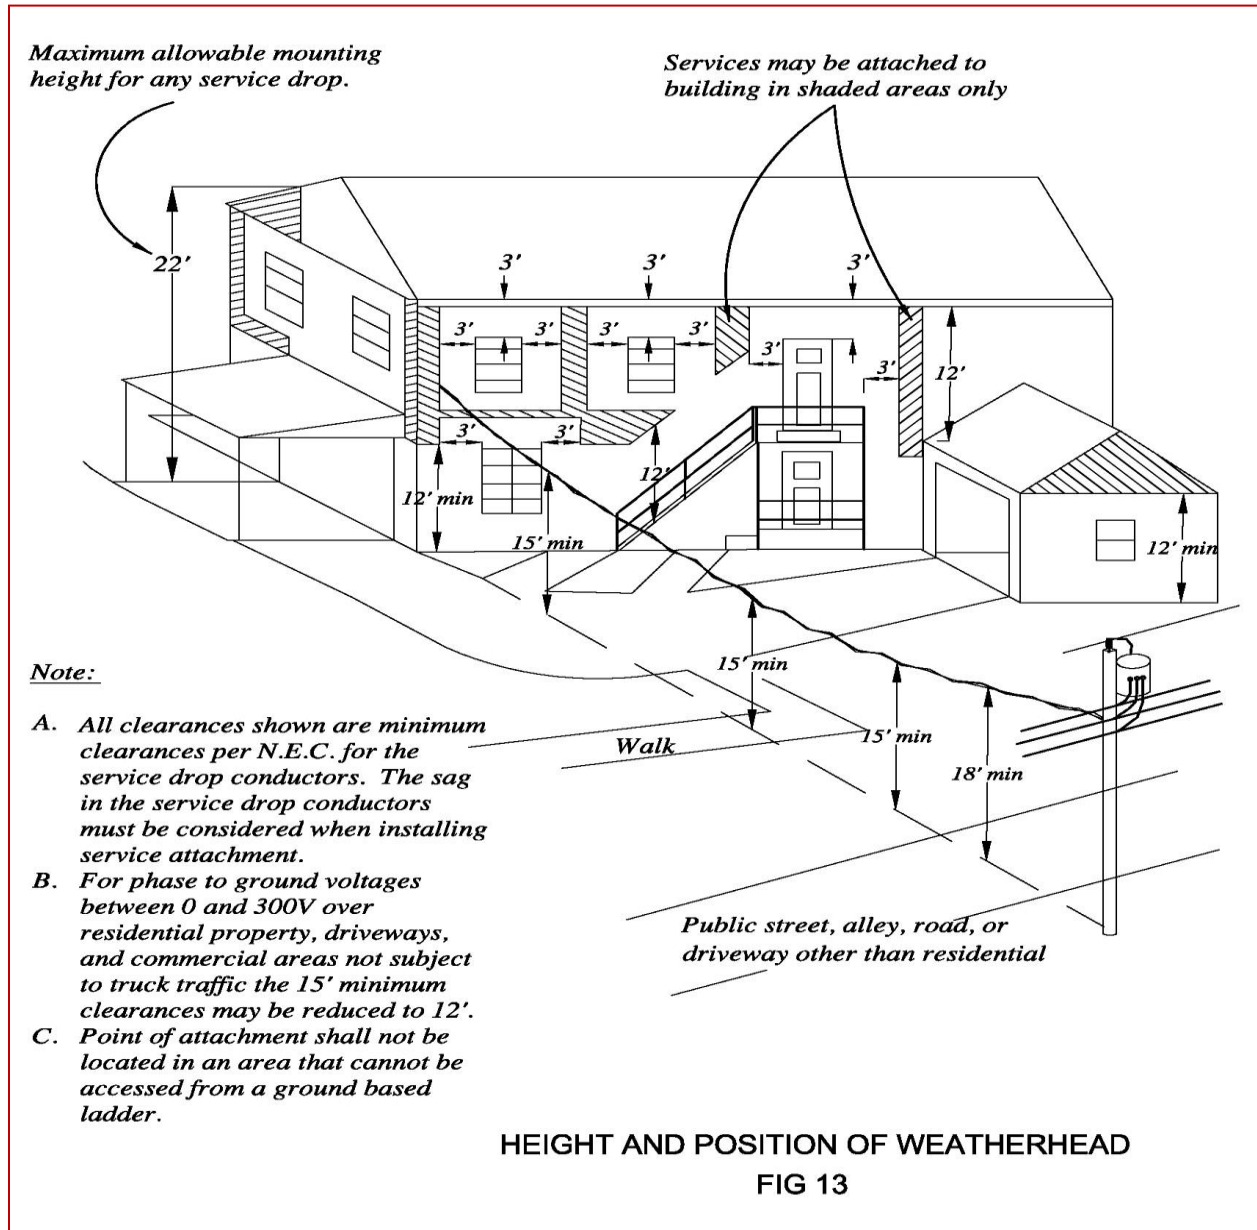 Maximum allowable mounting
height for any service drop.
Services may be attached to
building in shaded areas only
22'
3'
3'
3'
3'
3'
3'
3'
3'
3'
12'
3'
3'
12'
12' min
15' min
12' min
15' min
15' min
18' min
Walk
Public street, alley, road, or
driveway other than residential
Note:
A. All clearances shown are minimum
clearances per N.E.C. for the
service drop conductors. The sag
in the service drop conductors
must be considered when installing
service attachment.
B. For phase to ground voltages
between 0 and 300V over
residential property, driveways,
and commercial areas not subject
to truck traffic the 15' minimum
clearances may be reduced to 12'.
C. Point of attachment shall not be
located in an area that cannot be
accessed from a ground based
ladder.
HEIGHT AND POSITION OF WEATHERHEAD
FIG 13